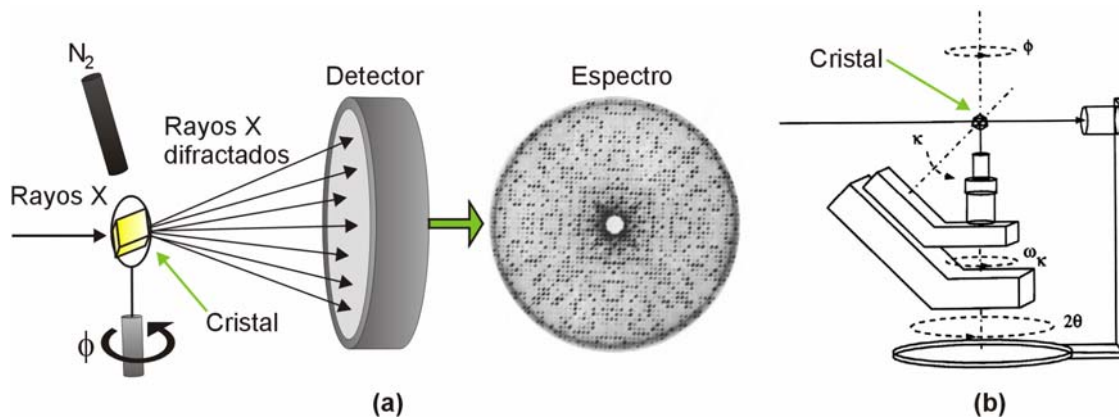 N₂
Detector
Espectro
Rayos X
difractados
Rayos X
Cristal
ϕ
(a)
ϕ
Cristal
κ
ωκ
2θ
(b)